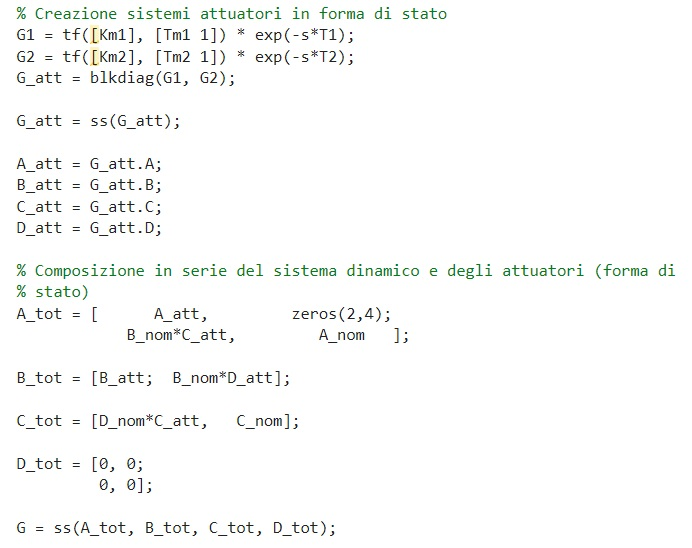 % Creazione sistemi attuatori in forma di stato
G1 = tf([Km1], [Tm1 1]) * exp(-s*T1);
G2 = tf([Km2], [Tm2 1]) * exp(-s*T2);
G_att = blkdiag(G1, G2);
G_att = ss(G_att);
A_att = G_att.A;
B_att = G_att.B;
C_att = G_att.C;
D_att = G_att.D;
% Composizione in serie del sistema dinamico e degli attuatori (forma di
% stato)
A_tot = [      A_att,         zeros(2,4);
            B_nom*C_att,         A_nom   ];
B_tot = [B_att;  B_nom*D_att];
C_tot = [D_nom*C_att,   C_nom];
D_tot = [0, 0;
         0, 0];
G = ss(A_tot, B_tot, C_tot, D_tot);